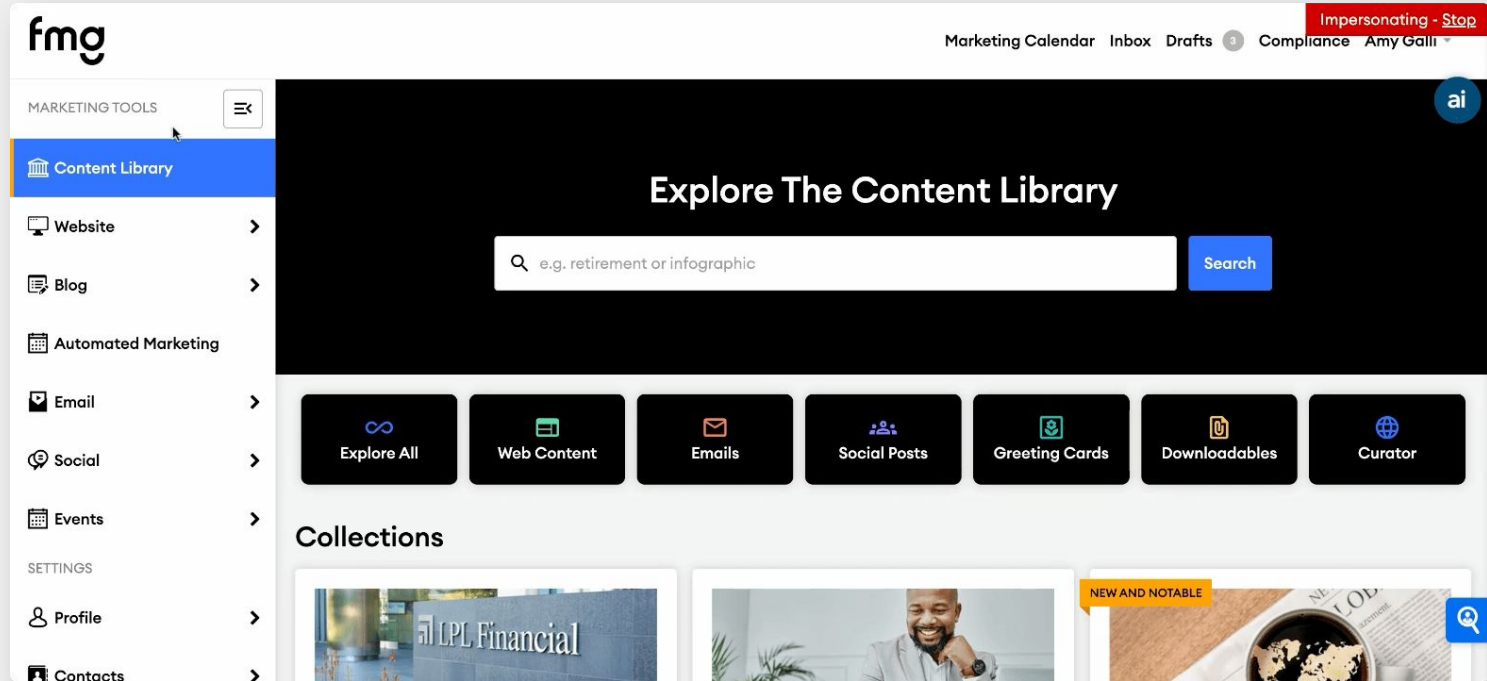 fmg
Impersonating - Stop
Marketing Calendar Inbox Drafts 3 Compliance Amy Galli
MARKETING TOOLS
ai
Content Library
Website
Blog
Automated Marketing
Email
Social
Events
SETTINGS
Profile
Contacts
Explore The Content Library
e.g. retirement or infographic
Search
Explore All
Web Content
Emails
Social Posts
Greeting Cards
Downloadables
Curator
Collections
LPL Financial
NEW AND NOTABLE